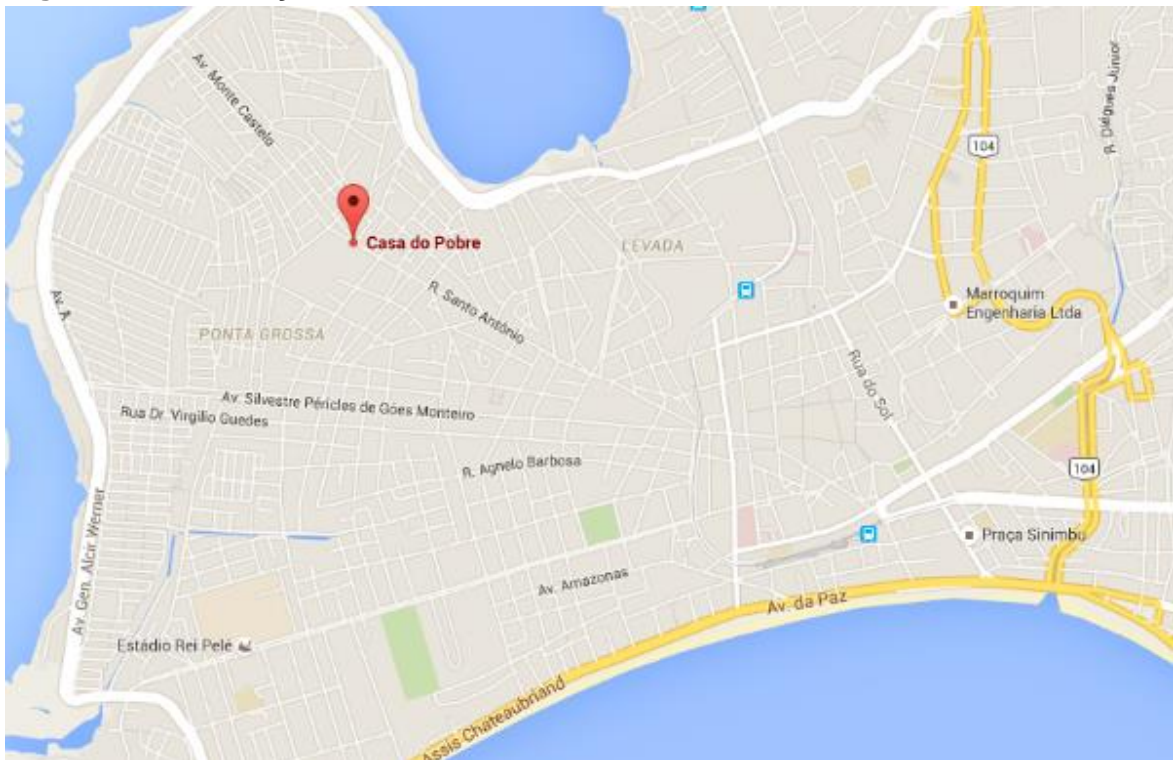 Av. Monte Castelo
R. Diégues Júnior
104
Casa do Pobre
LEVADA
Av. A
R. Santo Antônio
Marroquim
Engenharia Ltda
PONTA GROSSA
Rua do Sol
Av. Silvestre Péricles de Góes Monteiro
Rua Dr. Virgílio Guedes
R. Agnelo Barbosa
104
Av. Gen. Alcir Werner
Praça Sinimbu
Av. Amazonas
Av. da Paz
Estádio Rei Pelé
Assis Chateaubriand